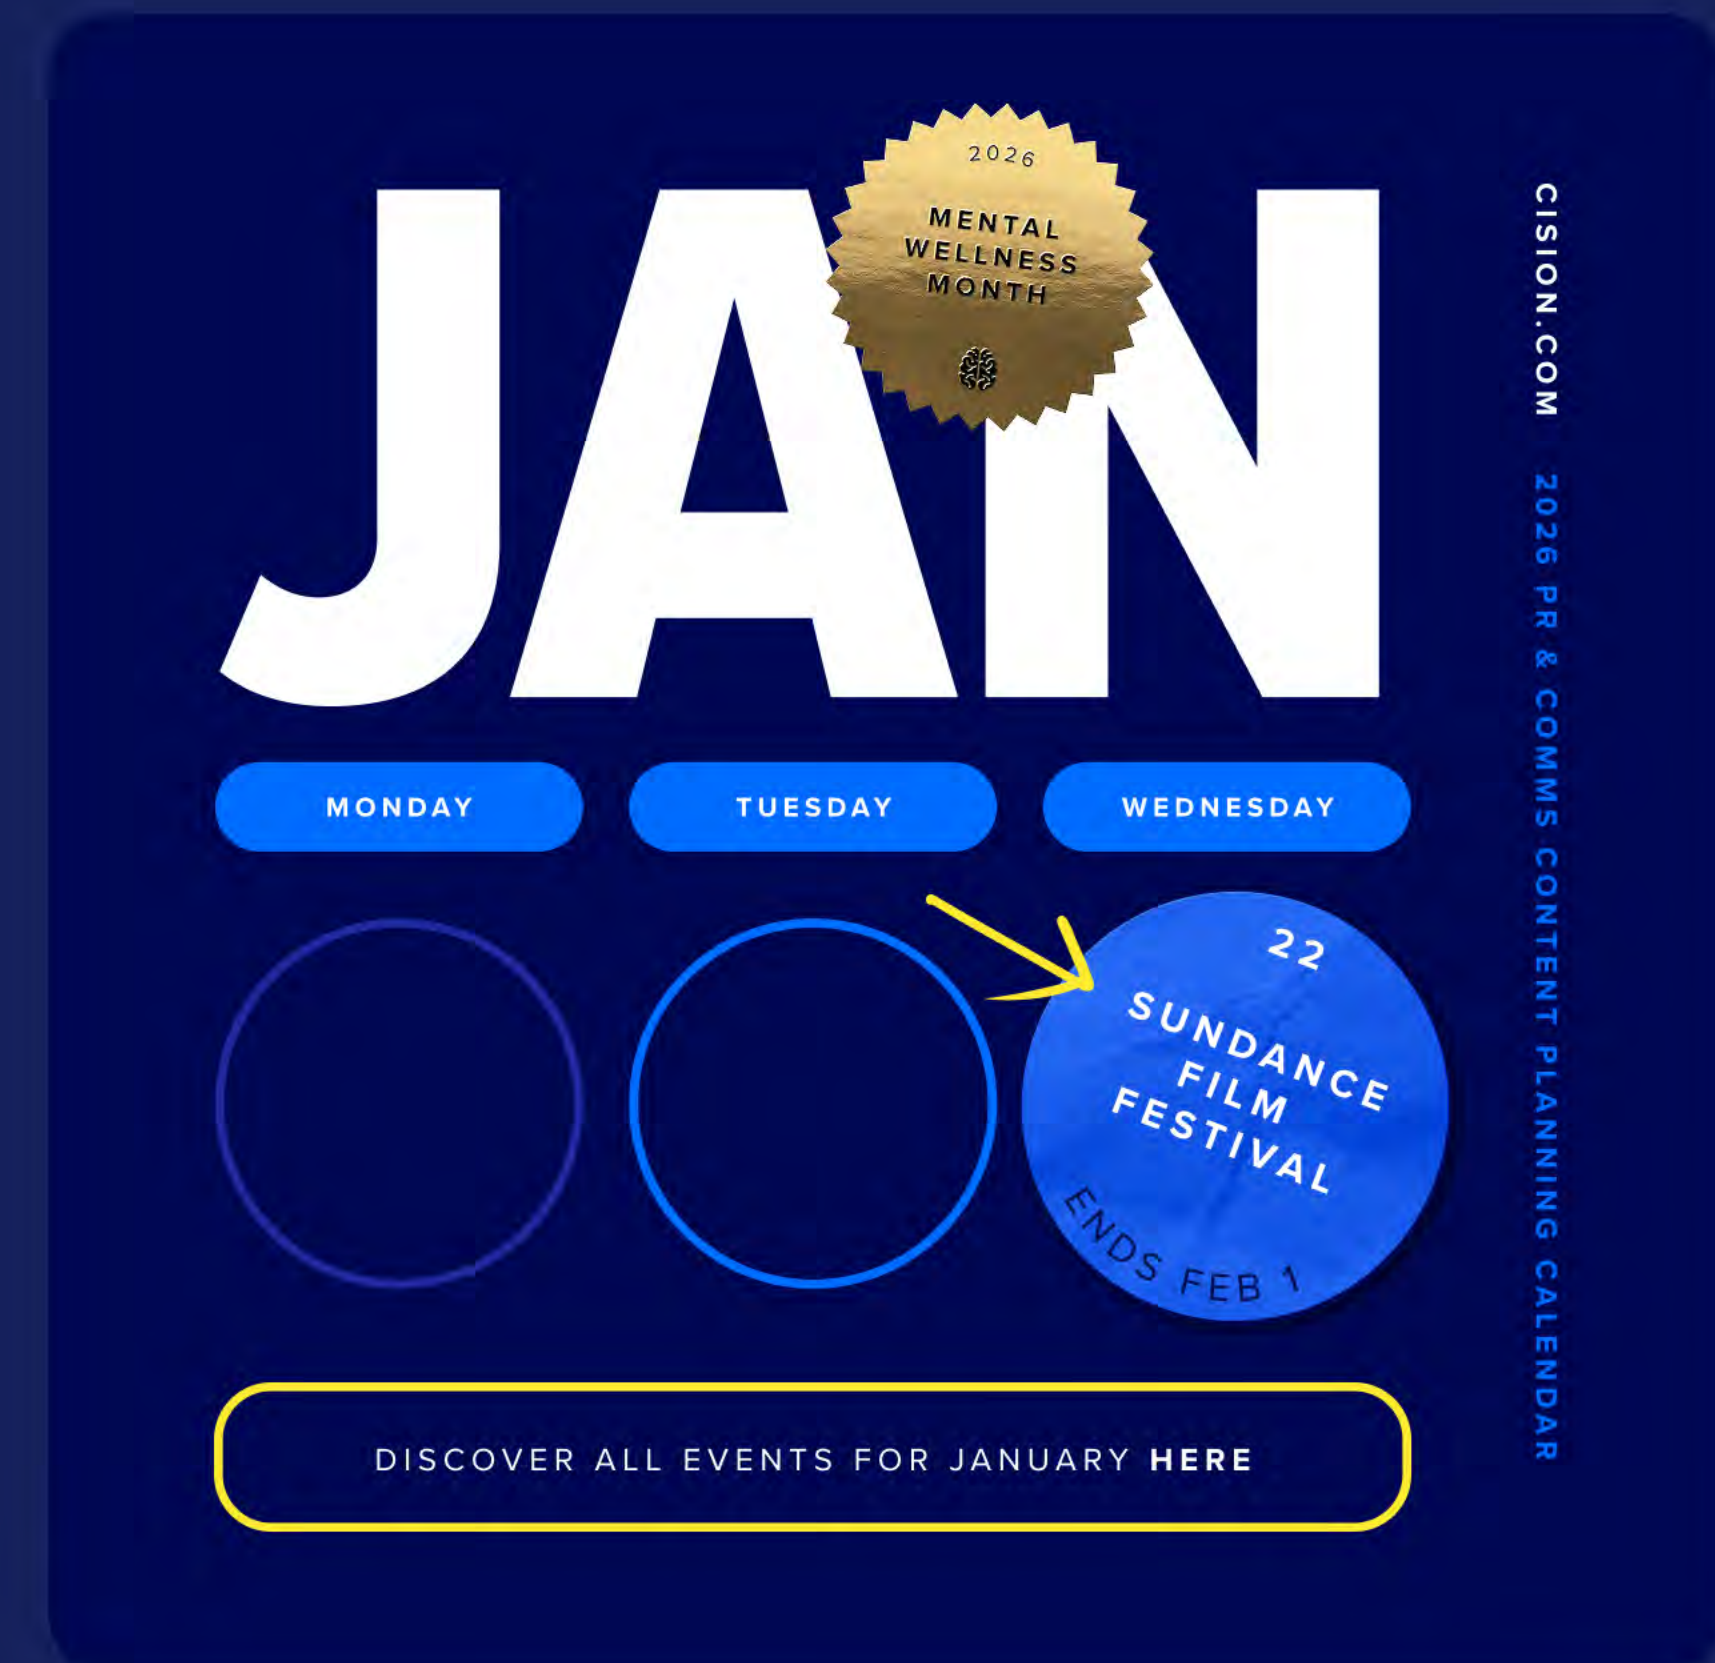 JAN
2026
MENTAL
WELLNESS
MONTH
MONDAY
TUESDAY
WEDNESDAY
22
SUNDANCE
FILM
FESTIVAL
ENDS FEB 1
DISCOVER ALL EVENTS FOR JANUARY HERE
CISION.COM 2026 PR & COMMS CONTENT PLANNING CALENDAR